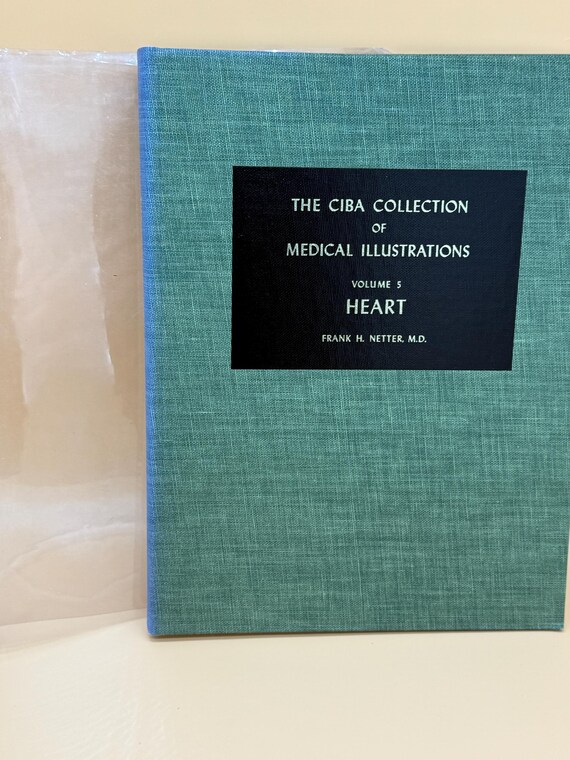 THE CIBA COLLECTION
OF
MEDICAL ILLUSTRATIONS
VOLUME 5
HEART
FRANK H. NETTER, M.D.